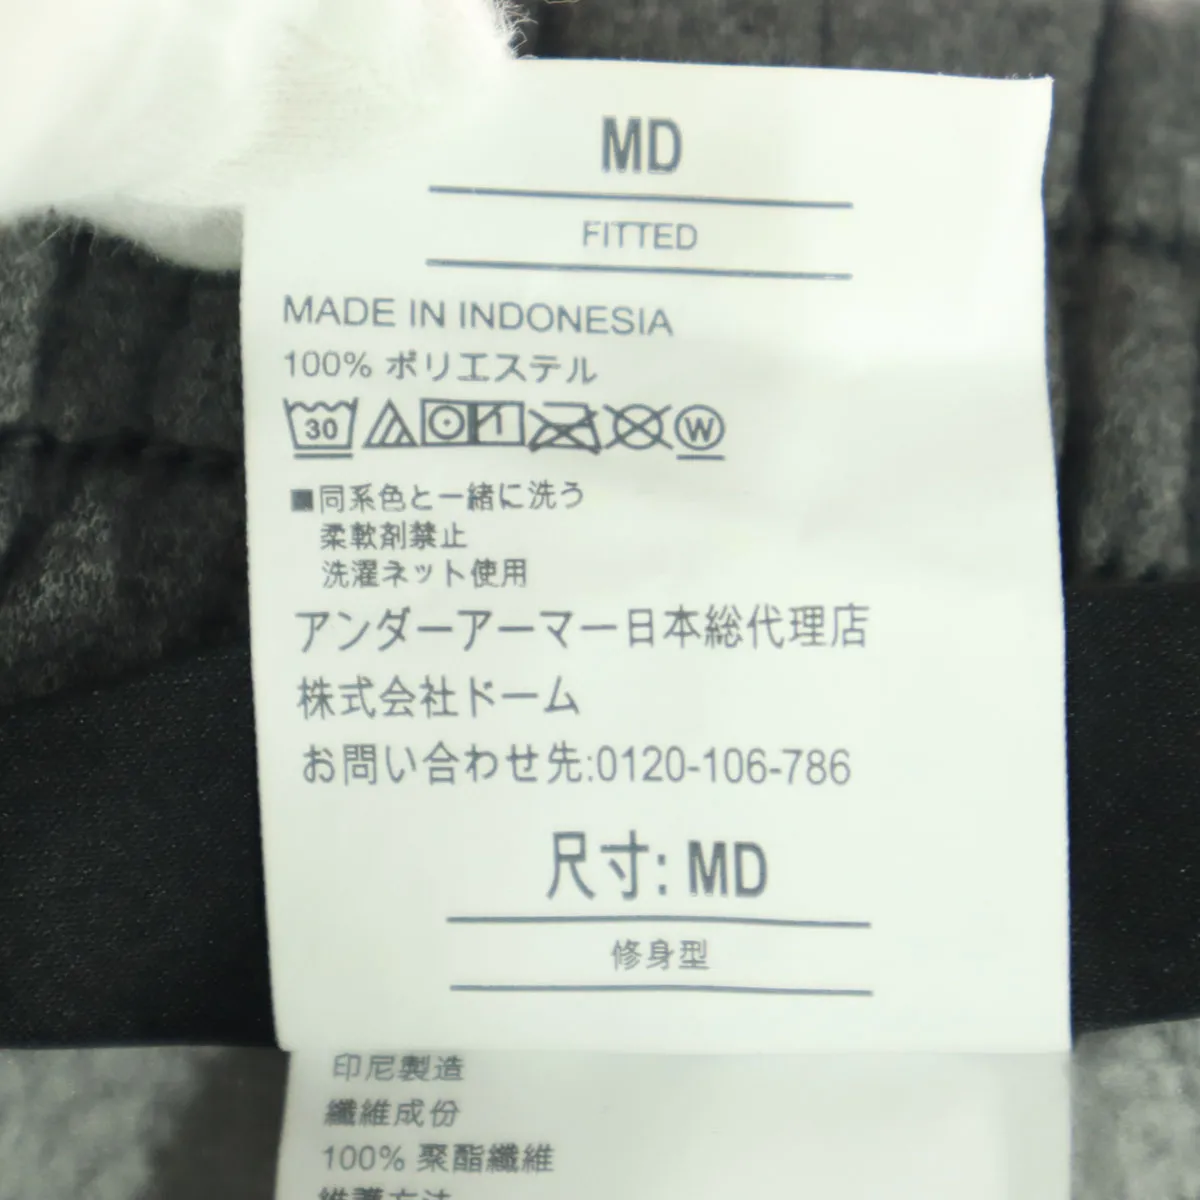 MD
FITTED
MADE IN INDONESIA
100% ポリエステル
30 W
■同系色と一緒に洗う
柔軟剤禁止
洗濯ネット使用
アンダーアーマー日本総代理店
株式会社ドーム
お問い合わせ先:0120-106-786
尺寸: MD
修身型
印尼製造
纖維成份
100% 聚酯纖維